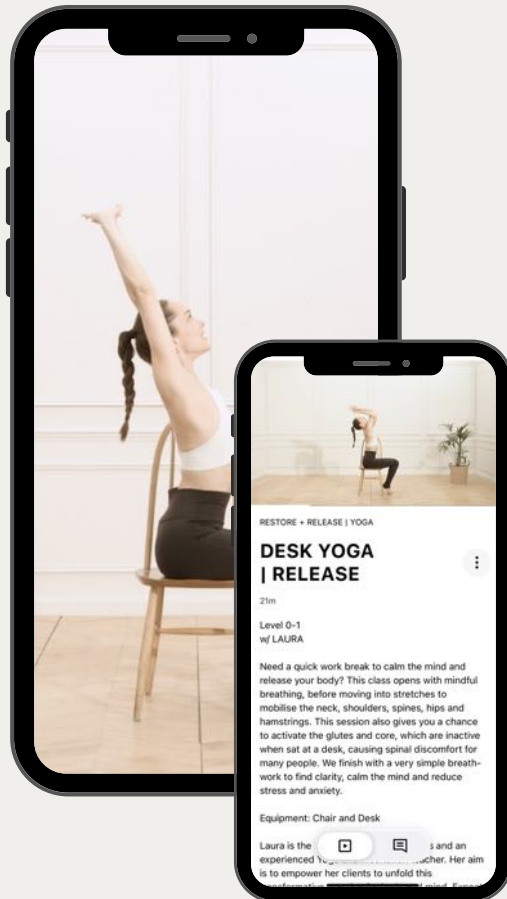 RESTORE + RELEASE | YOGA
DESK YOGA
| RELEASE
21m
Level 0-1
w/ LAURA
Need a quick work break to calm the mind and
release your body? This class opens with mindful
breathing, before moving into stretches to
mobilise the neck, shoulders, spines, hips and
hamstrings. This session also gives you a chance
to activate the glutes and core, which are inactive
when sat at a desk, causing spinal discomfort for
many people. We finish with a very simple breath-
work to find clarity, calm the mind and reduce
stress and anxiety.
Equipment: Chair and Desk
Laura is the and an
experienced Her aim
is to empower her clients to unfold this
mind.